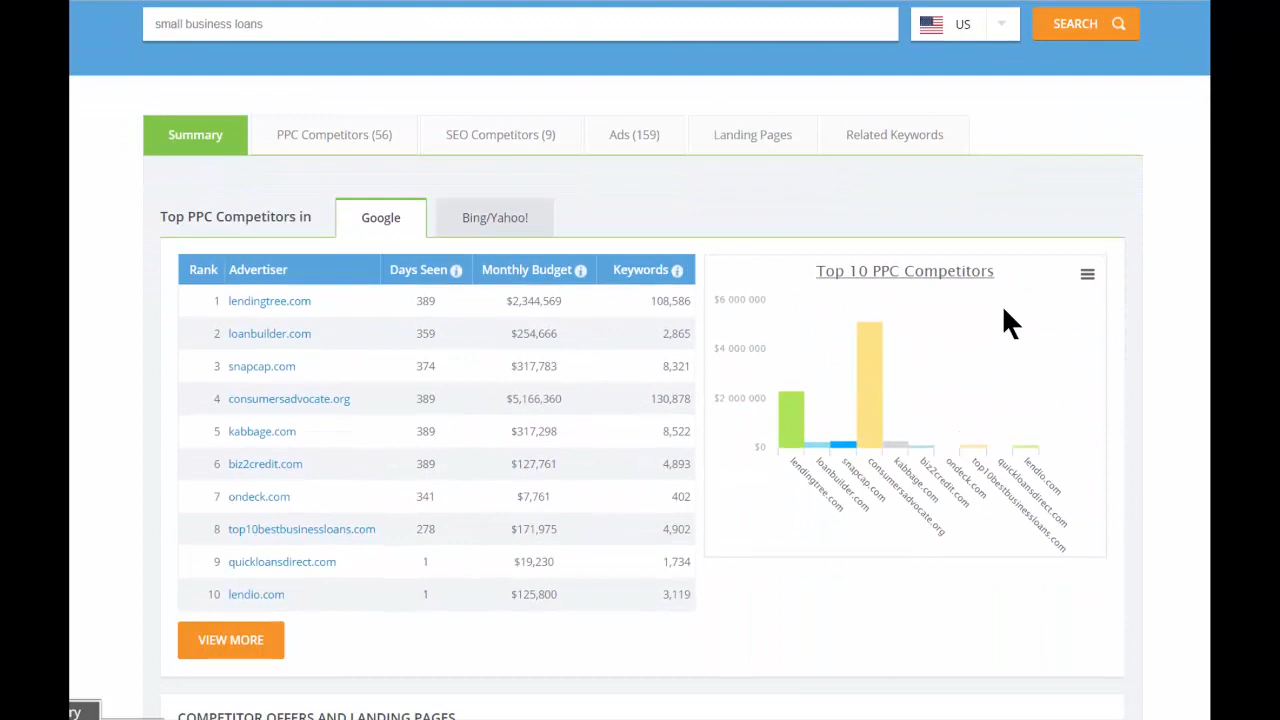 small business loans
US
SEARCH
Summary
PPC Competitors (56)
SEO Competitors (9)
Ads (159)
Landing Pages
Related Keywords
Top PPC Competitors in
Google
Bing/Yahoo!
Rank Advertiser Days Seen Monthly Budget Keywords
1 lendingtree.com 389 $2,344,569 108,586
2 loanbuilder.com 359 $254,666 2,865
3 snapcap.com 374 $317,783 8,321
4 consumersadvocate.org 389 $5,166,360 130,878
5 kabbage.com 389 $317,298 8,522
6 biz2credit.com 389 $127,761 4,893
7 ondeck.com 341 $7,761 402
8 top10bestbusinessloans.com 278 $171,975 4,902
9 quickloansdirect.com 1 $19,230 1,734
10 lendio.com 1 $125,800 3,119
Top 10 PPC Competitors
$6 000 000
$4 000 000
$2 000 000
$0
lendingtree.com
loanbuilder.com
snapcap.com
consumersadvocate.org
kabbage.com
biz2credit.com
ondeck.com
top10bestbusinessloans.com
quickloansdirect.com
lendio.com
VIEW MORE
COMPETITOR OFFERS AND LANDING PAGES